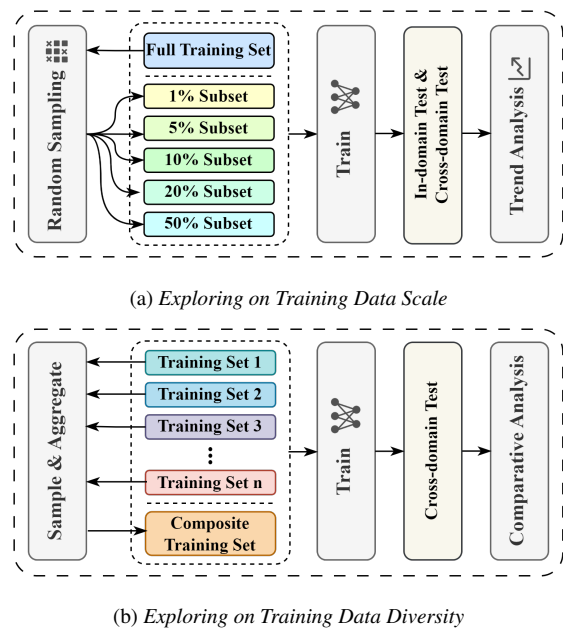 Random Sampling
Full Training Set
1% Subset
5% Subset
10% Subset
20% Subset
50% Subset
Train
In-domain Test &
Cross-domain Test
Trend Analysis
(a) Exploring on Training Data Scale
Sample & Aggregate
Training Set 1
Training Set 2
Training Set 3
Training Set n
Composite
Training Set
Train
Cross-domain Test
Comparative Analysis
(b) Exploring on Training Data Diversity